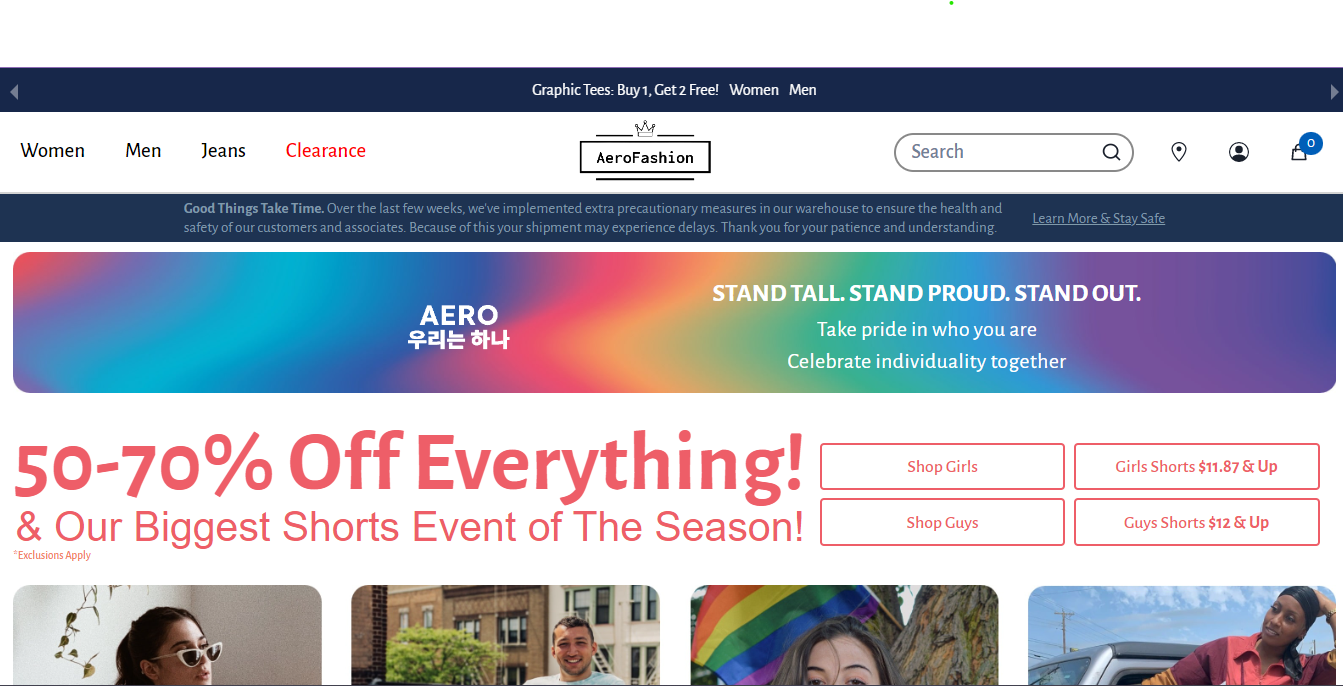 Graphic Tees: Buy 1, Get 2 Free! Women Men
Women Men Jeans Clearance
AeroFashion
Search
0
Good Things Take Time. Over the last few weeks, we've implemented extra precautionary measures in our warehouse to ensure the health and
safety of our customers and associates. Because of this your shipment may experience delays. Thank you for your patience and understanding.
Learn More & Stay Safe
AERO
우리는 하나
STAND TALL. STAND PROUD. STAND OUT.
Take pride in who you are
Celebrate individuality together
50-70% Off Everything!
& Our Biggest Shorts Event of The Season!
*Exclusions Apply
Shop Girls
Girls Shorts $11.87 & Up
Shop Guys
Guys Shorts $12 & Up